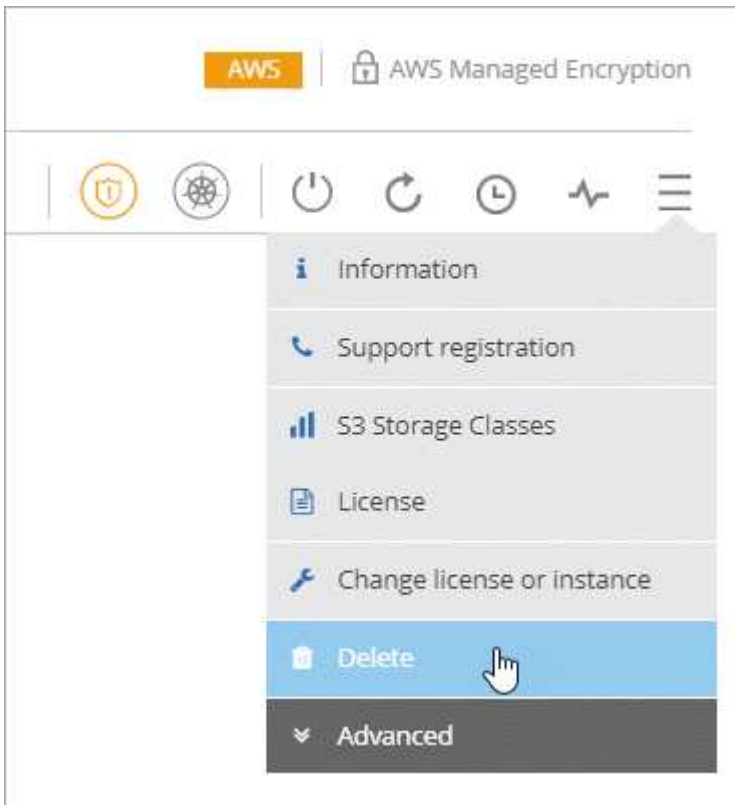 AWS
AWS Managed Encryption
Information
Support registration
S3 Storage Classes
License
Change license or instance
Delete
Advanced